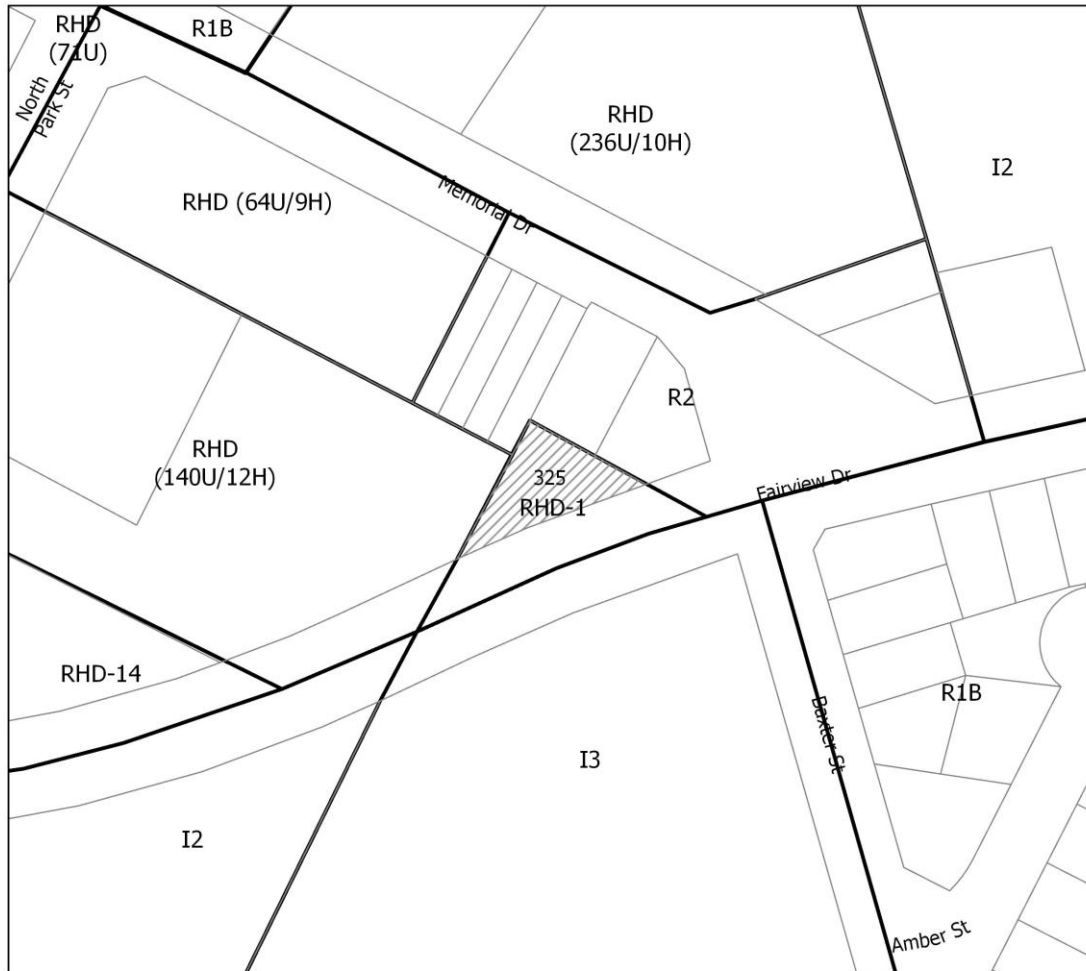 RHD
(71U)
R1B
North
Park St
RHD
(236U/10H)
I2
RHD (64U/9H)
Memorial Dr
R2
RHD
(140U/12H)
325
RHD-1
Fairview Dr
RHD-14
R1B
Baxter St
I3
I2
Amber St